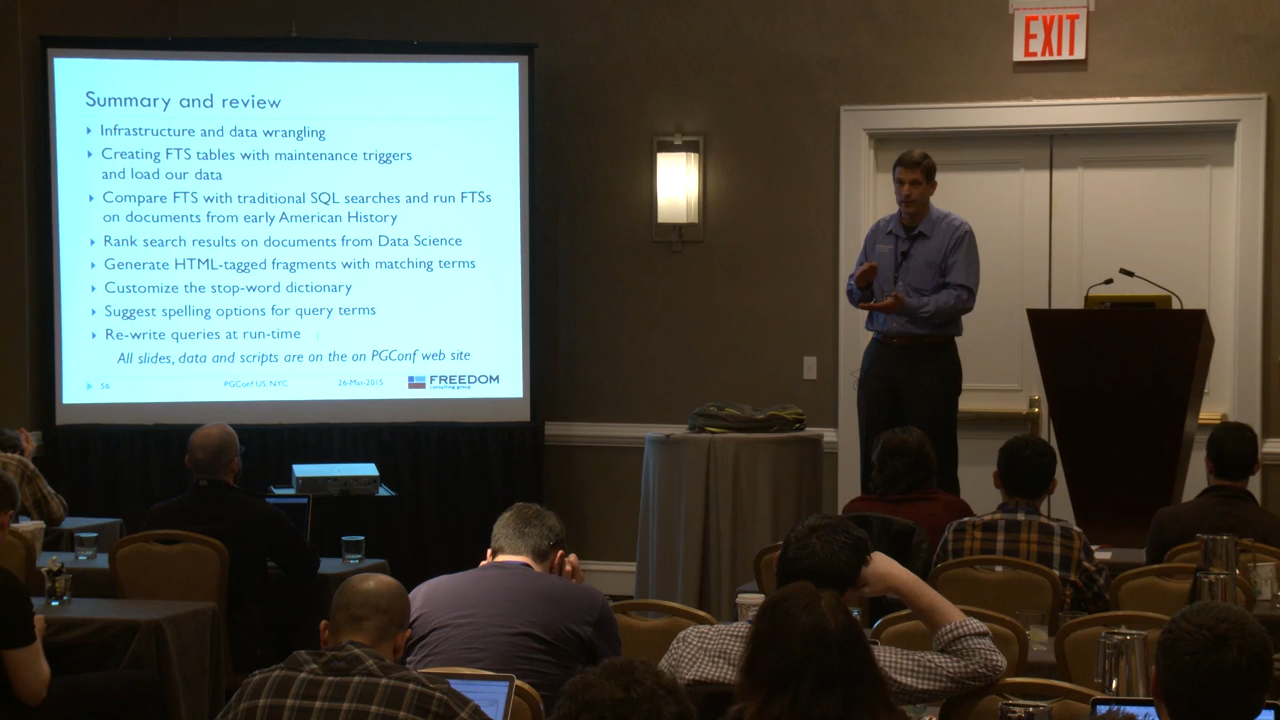 EXIT
Summary and review
Infrastructure and data wrangling
Creating FTS tables with maintenance triggers
and load our data
Compare FTS with traditional SQL searches and run FTSs
on documents from early American History
Rank search results on documents from Data Science
Generate HTML-tagged fragments with matching terms
Customize the stop-word dictionary
Suggest spelling options for query terms
Re-write queries at run-time
All slides, data and scripts are on the on PGConf web site
56
PGConf US, NYC
26-Mar-2015
FREEDOM
consulting group